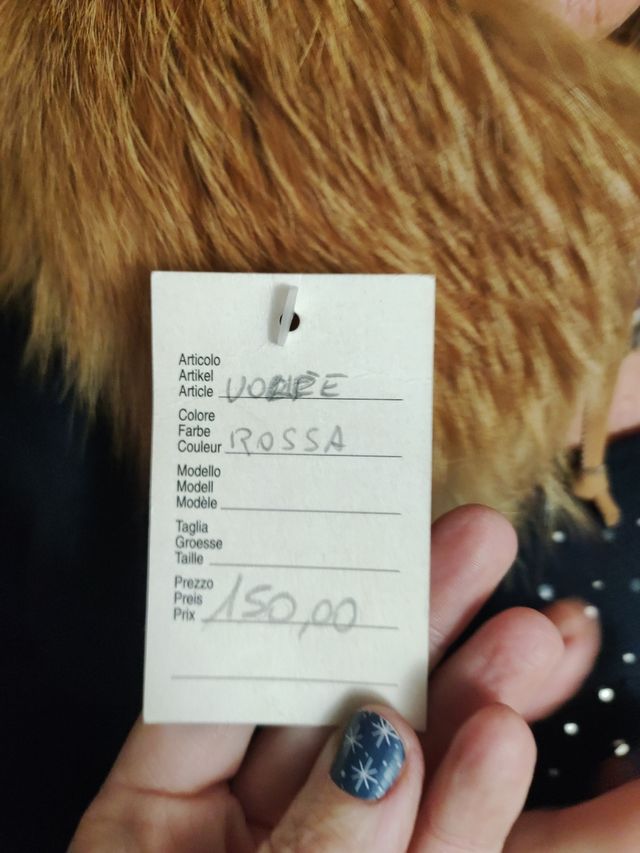 Articolo
Artikel
Article VOLPE
Colore
Farbe
Couleur ROSSA
Modello
Modell
Modèle
Taglia
Groesse
Taille
Prezzo
Preis
Prix 150,00